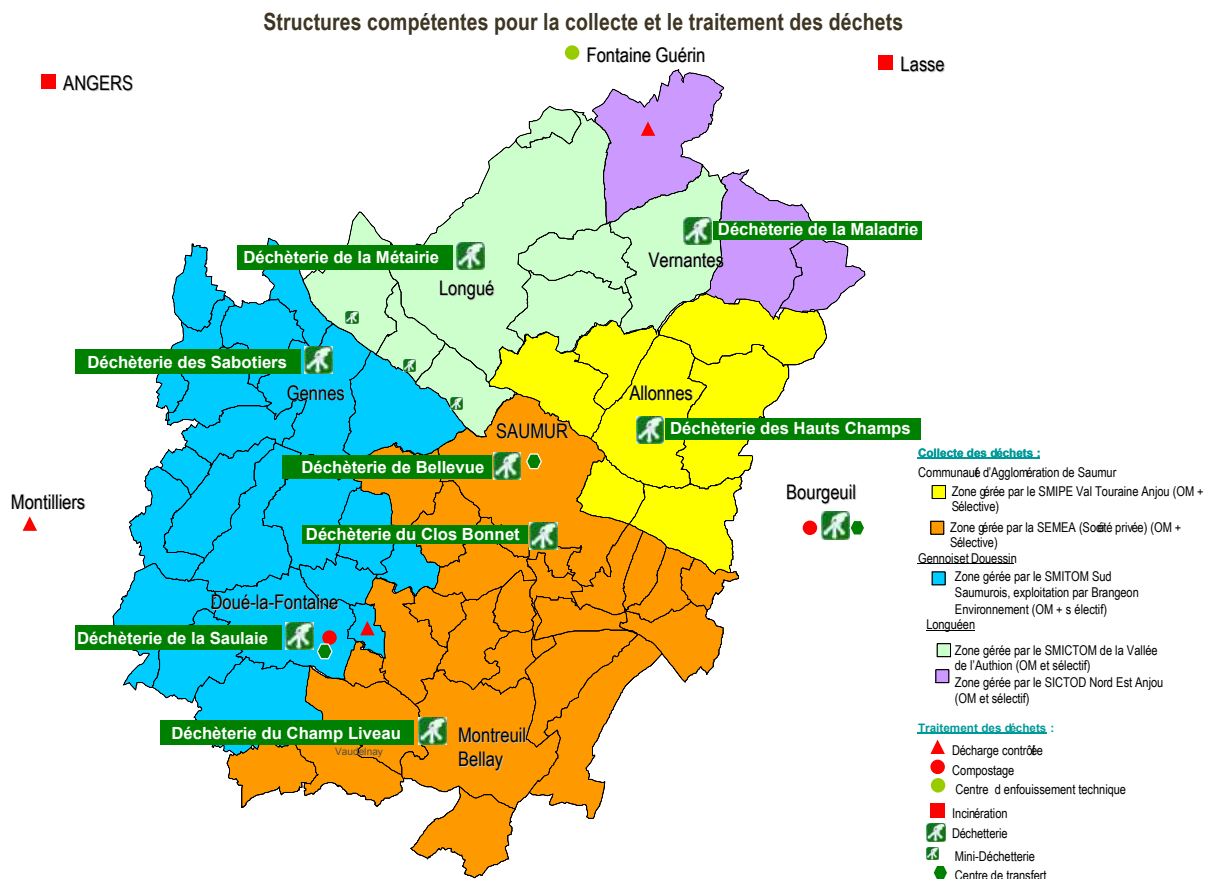 Structures compétentes pour la collecte et le traitement des déchets
Fontaine Guérin
ANGERS
Lasse
Déchèterie de la Maladrie
Vernantes
Déchèterie de la Métairie
Longué
Déchèterie des Sabotiers
Gennes
Allonnes
Déchèterie des Hauts Champs
SAUMUR
Déchèterie de Bellevue
Montilliers
Bourgeuil
Déchèterie du Clos Bonnet
Doué-la-Fontaine
Déchèterie de la Saulaie
Déchèterie du Champ Liveau
Vaudelnay
Montreuil
Bellay
Collecte des déchets :
Communauté d'Agglomération de Saumur
Zone gérée par le SMIPE Val Touraine Anjou (OM +
Sélective)
Zone gérée par la SEMEA (Société privée) (OM +
Sélective)
Gennoiset Douessin
Zone gérée par le SMITOM Sud
Saumurois, exploitation par Brangeon
Environnement (OM + s électif)
Longuéen
Zone gérée par le SMICTOM de la Vallée
de l'Authion (OM et sélectif)
Zone gérée par le SICTOD Nord Est Anjou
(OM et sélectif)
Traitement des déchets :
Décharge contrôlée
Compostage
Centre d enfouissement technique
Incinération
Déchetterie
Mini-Déchetterie
Centre de transfert